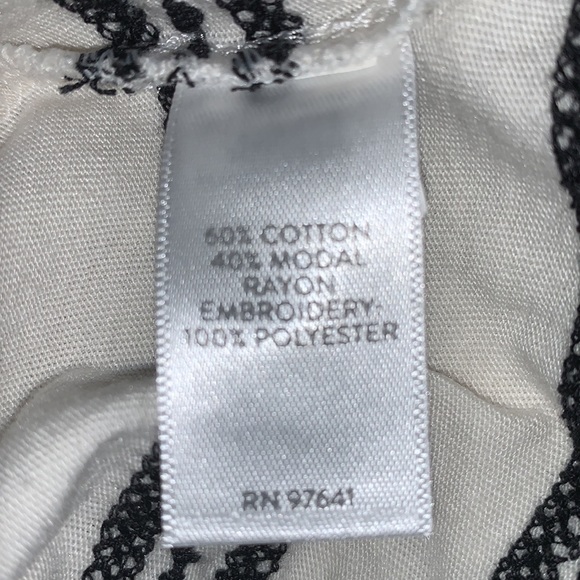 60% COTTON
40% MODAL
RAYON
EMBROIDERY-
100% POLYESTER
RN 97641